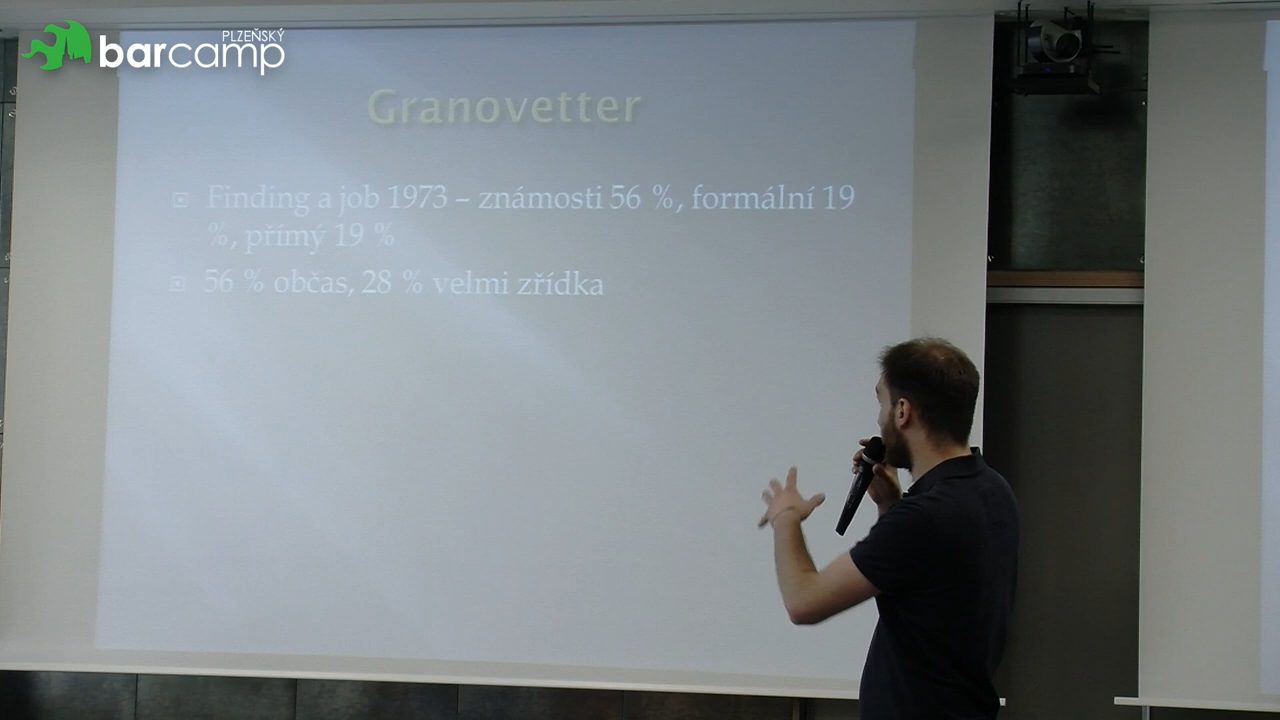 PLZEŇSKÝ
barcamp
Granovetter
Finding a job 1973 – známosti 56 %, formální 19
%, přímý 19 %
56 % občas, 28 % velmi zřídka